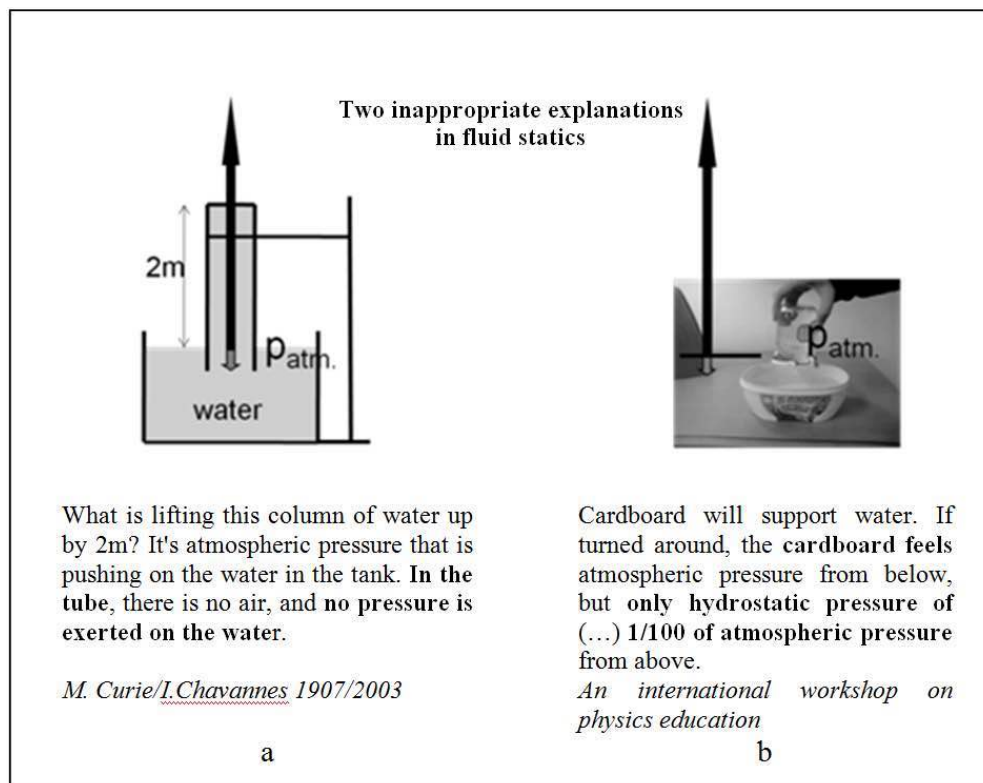 Two inappropriate explanations
in fluid statics
2m
patm.
water
patm.
What is lifting this column of water up
by 2m? It's atmospheric pressure that is
pushing on the water in the tank. In the
tube, there is no air, and no pressure is
exerted on the water.
M. Curie/I.Chavannes 1907/2003
a
Cardboard will support water. If
turned around, the cardboard feels
atmospheric pressure from below,
but only hydrostatic pressure of
(…) 1/100 of atmospheric pressure
from above.
An international workshop on
physics education
b